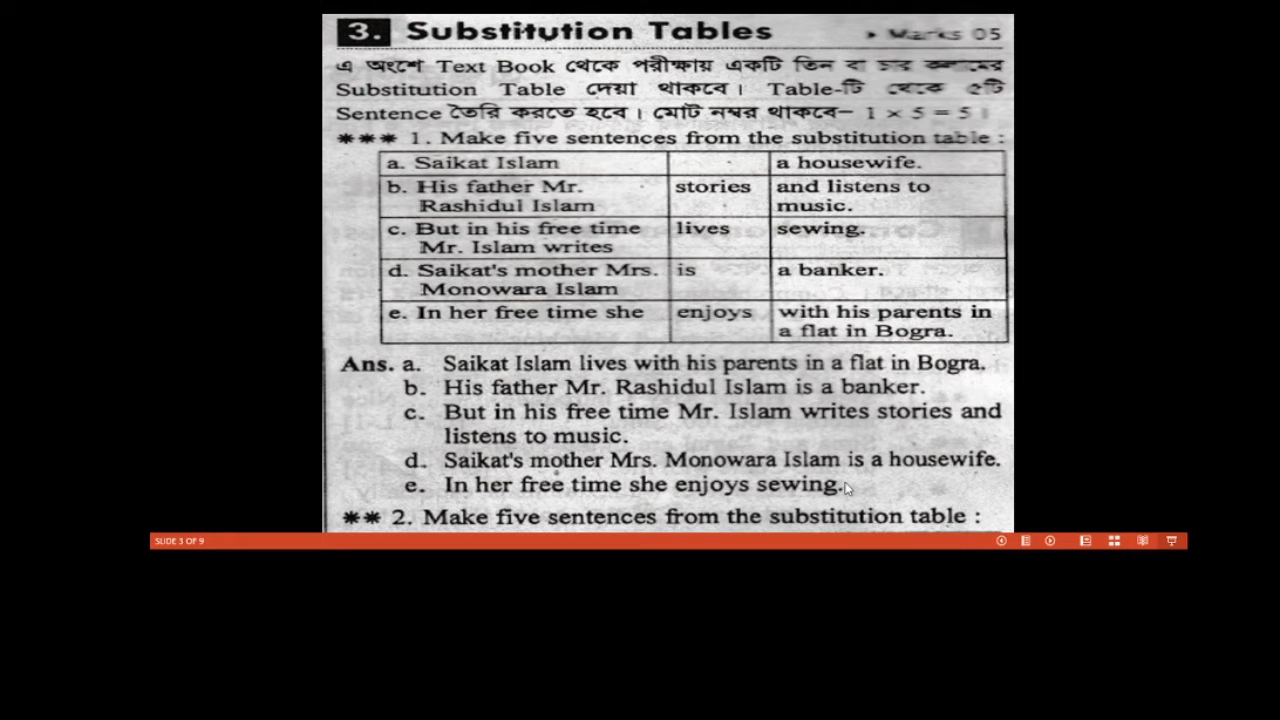 3. Substitution Tables ▸ Marks 05
এ অংশে Text Book থেকে পরীক্ষায় একটি তিন বা চার কলামের
Substitution Table দেয়া থাকবে। Table-টি থেকে ৫টি
Sentence তৈরি করতে হবে। মোট নম্বর থাকবে– 1 × 5 = 5।
*** 1. Make five sentences from the substitution table :
a. Saikat Islam a housewife.
b. His father Mr. stories and listens to
Rashidul Islam music.
c. But in his free time lives sewing.
Mr. Islam writes
d. Saikat's mother Mrs. is a banker.
Monowara Islam
e. In her free time she enjoys with his parents in
a flat in Bogra.
Ans. a. Saikat Islam lives with his parents in a flat in Bogra.
b. His father Mr. Rashidul Islam is a banker.
c. But in his free time Mr. Islam writes stories and
listens to music.
d. Saikat's mother Mrs. Monowara Islam is a housewife.
e. In her free time she enjoys sewing.
** 2. Make five sentences from the substitution table :
SLIDE 3 OF 9